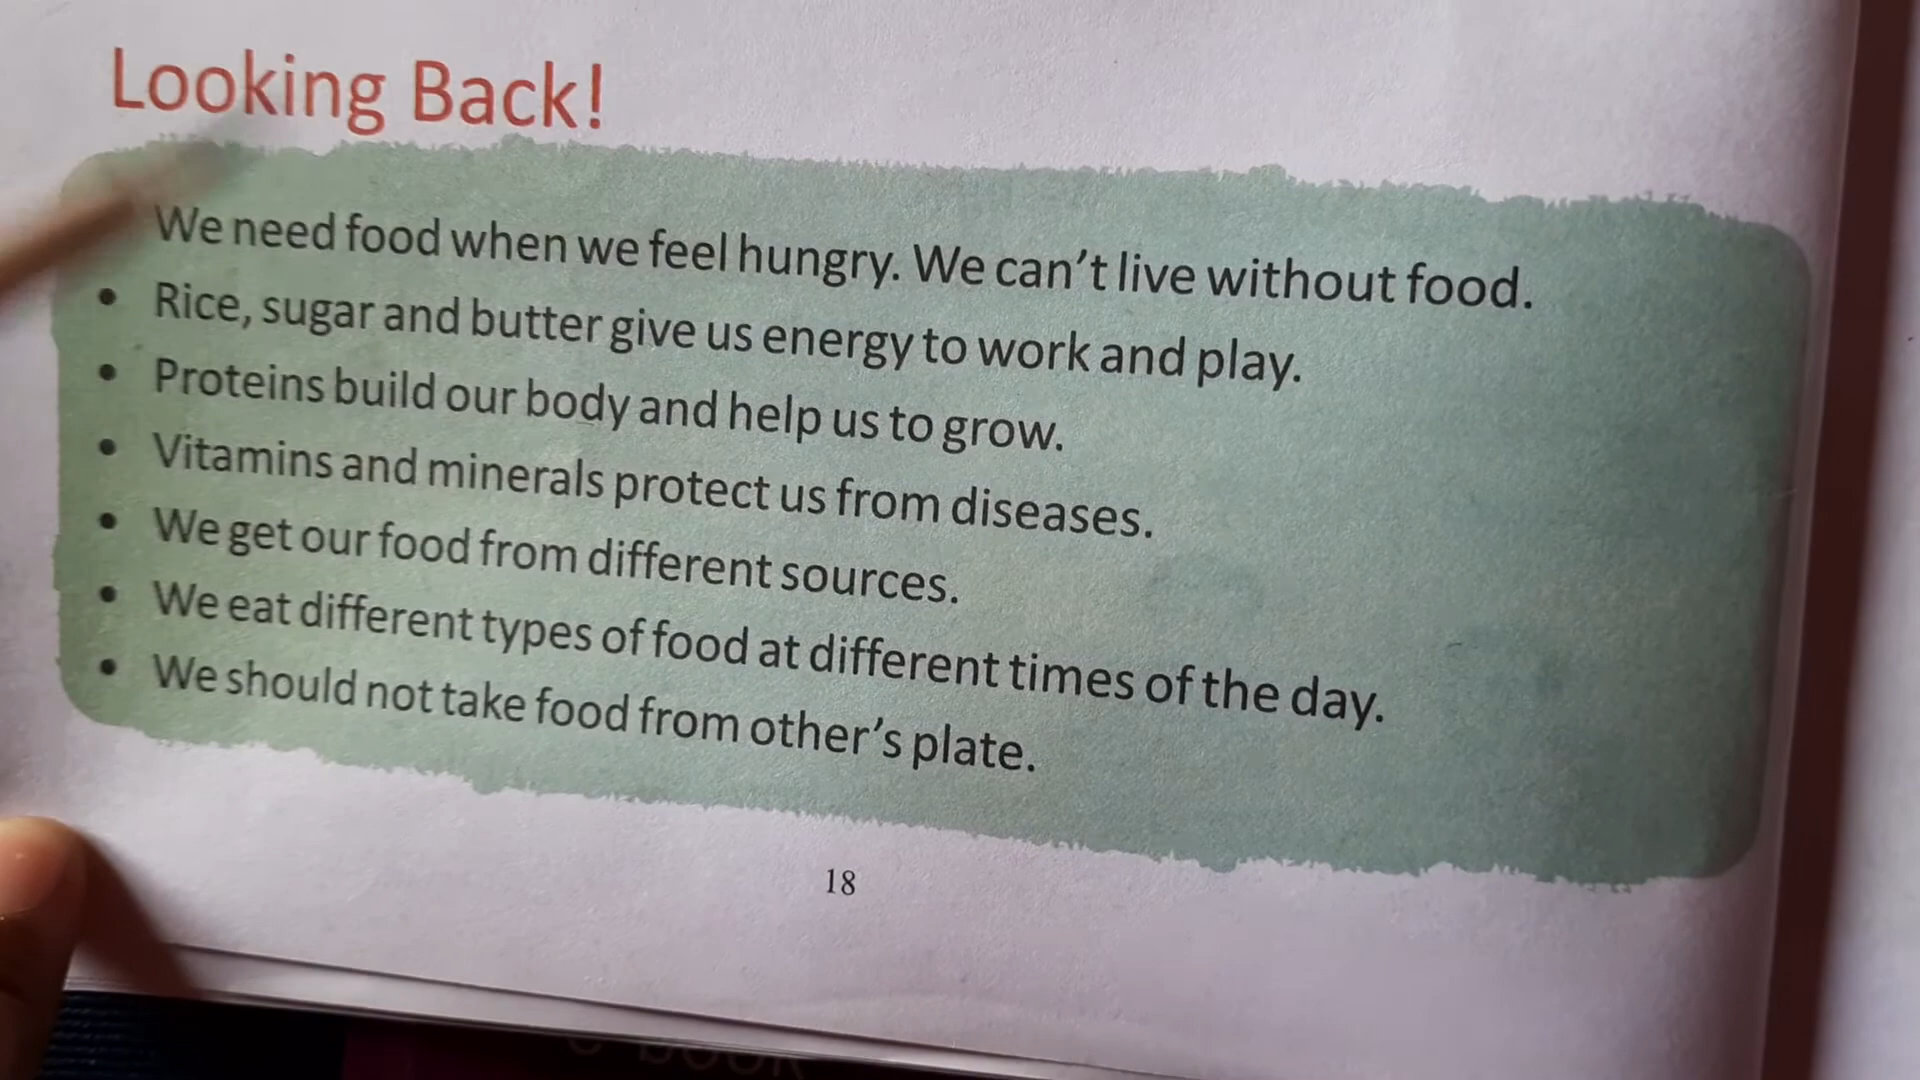 Looking Back!
We need food when we feel hungry. We can't live without food.
• Rice, sugar and butter give us energy to work and play.
• Proteins build our body and help us to grow.
• Vitamins and minerals protect us from diseases.
• We get our food from different sources.
• We eat different types of food at different times of the day.
• We should not take food from other's plate.
18